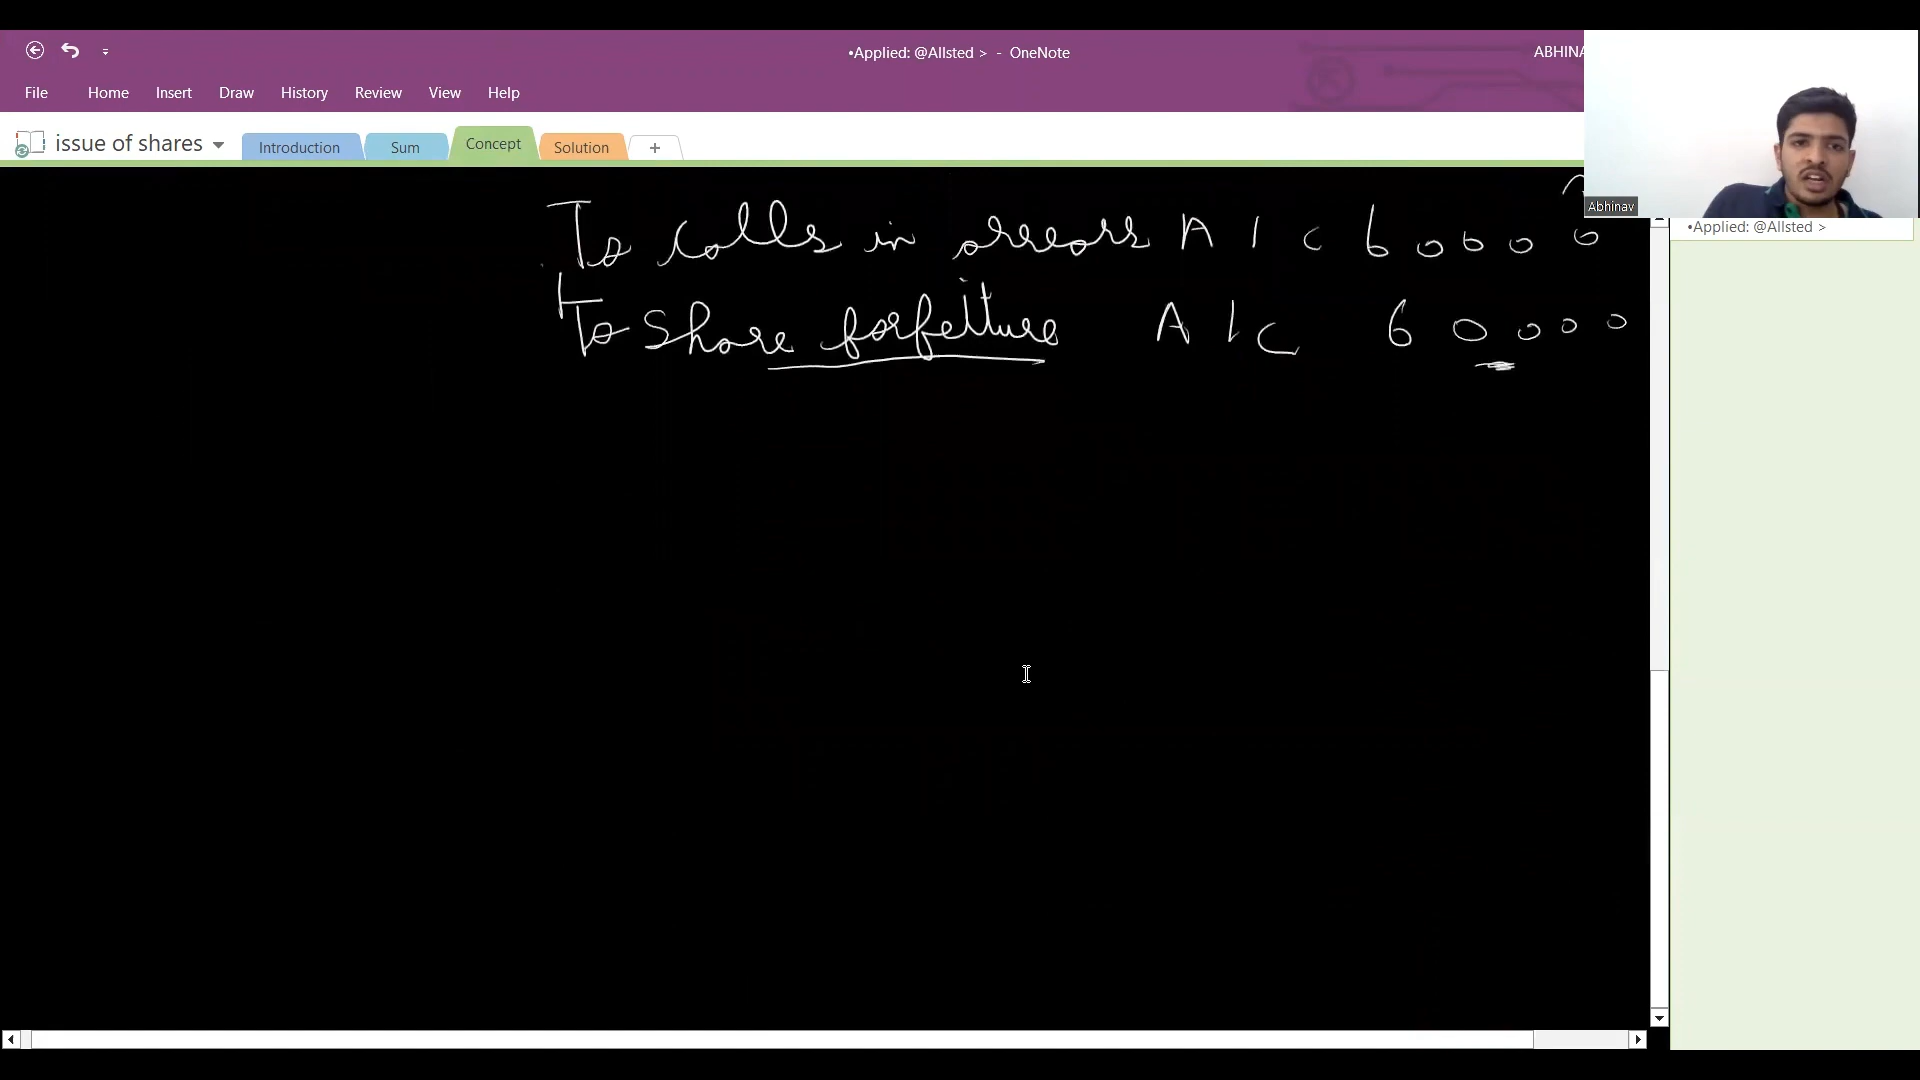 •Applied: @Allsted > - OneNote
ABHINA
File Home Insert Draw History Review View Help
issue of shares Introduction Sum Concept Solution +
Abhinav
•Applied: @Allsted >
To calls in arrears A/c 60000
To Share forfeiture A/c 60000